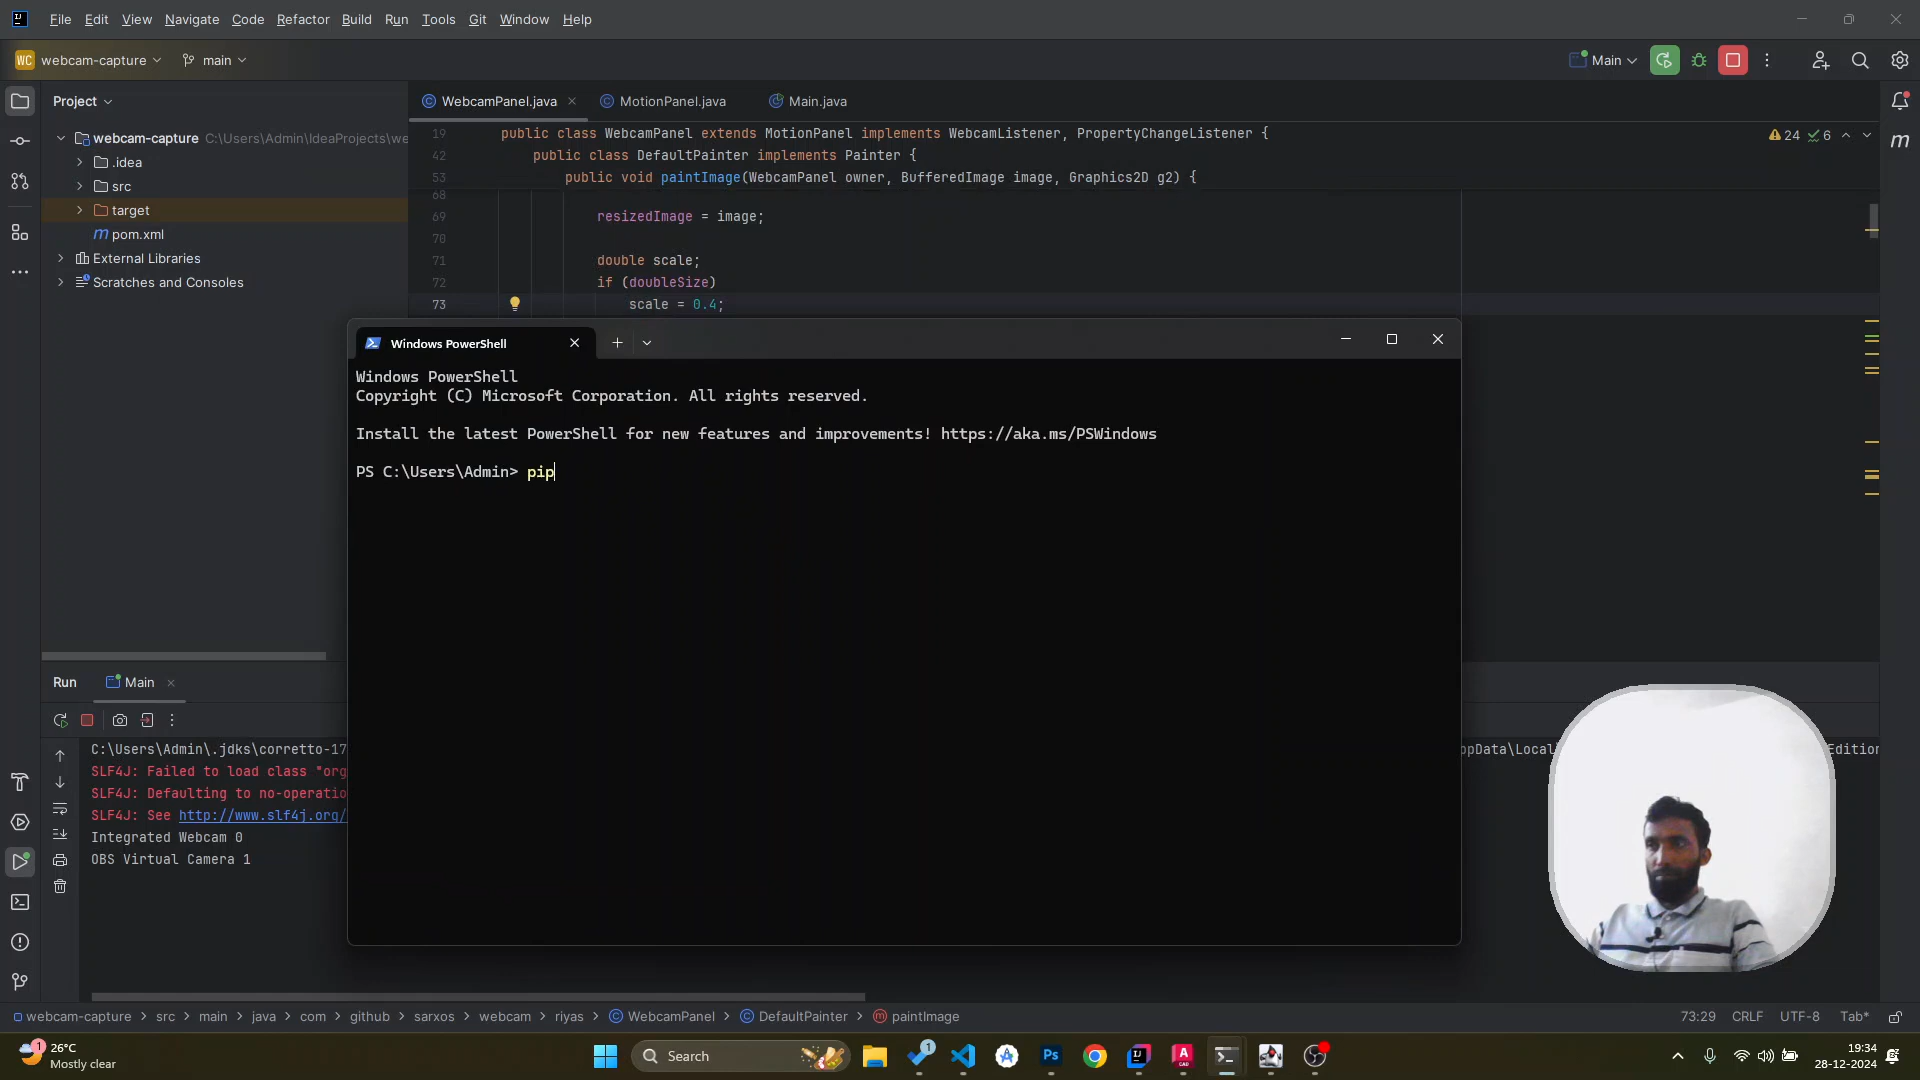 File Edit View Navigate Code Refactor Build Run Tools Git Window Help
WC webcam-capture main Main
Project
WebcamPanel.java MotionPanel.java Main.java
webcam-capture C:\Users\Admin\IdeaProjects\we
.idea
src
target
pom.xml
External Libraries
Scratches and Consoles
19 public class WebcamPanel extends MotionPanel implements WebcamListener, PropertyChangeListener {
42 public class DefaultPainter implements Painter {
53 public void paintImage(WebcamPanel owner, BufferedImage image, Graphics2D g2) {
24 6
68
69 resizedImage = image;
70
71 double scale;
72 if (doubleSize)
73 scale = 0.4;
Windows PowerShell
Windows PowerShell
Copyright (C) Microsoft Corporation. All rights reserved.
Install the latest PowerShell for new features and improvements! https://aka.ms/PSWindows
PS C:\Users\Admin> pip
Run Main
C:\Users\Admin\.jdks\corretto-17
ppData\Local
Edition
SLF4J: Failed to load class "org
SLF4J: Defaulting to no-operatio
SLF4J: See http://www.slf4j.org/
Integrated Webcam 0
OBS Virtual Camera 1
webcam-capture > src > main > java > com > github > sarxos > webcam > riyas > WebcamPanel > DefaultPainter > paintImage
73:29 CRLF UTF-8 Tab*
1 26°C
Mostly clear
Search
1
Ps
19:34
28-12-2024